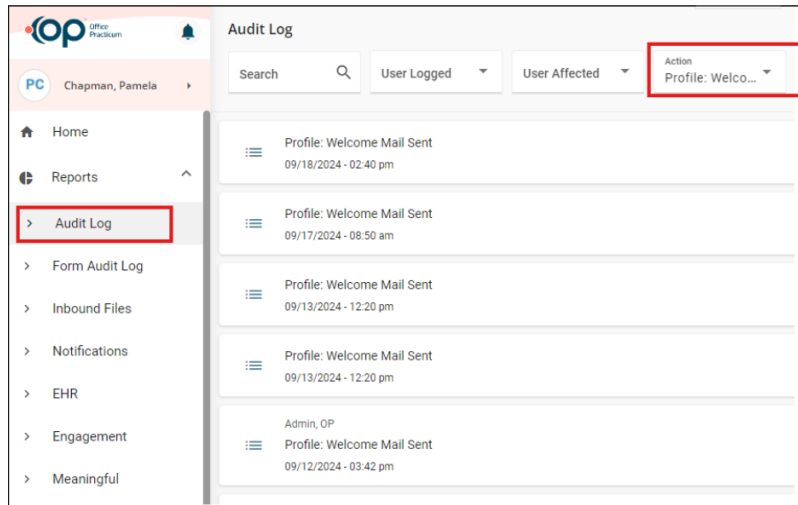 Office
OP Practicum
PC Chapman, Pamela
Home
Reports
Audit Log
Form Audit Log
Inbound Files
Notifications
EHR
Engagement
Meaningful
Audit Log
Search
User Logged
User Affected
Action
Profile: Welco...
Profile: Welcome Mail Sent
09/18/2024 - 02:40 pm
Profile: Welcome Mail Sent
09/17/2024 - 08:50 am
Profile: Welcome Mail Sent
09/13/2024 - 12:20 pm
Profile: Welcome Mail Sent
09/13/2024 - 12:20 pm
Admin, OP
Profile: Welcome Mail Sent
09/12/2024 - 03:42 pm